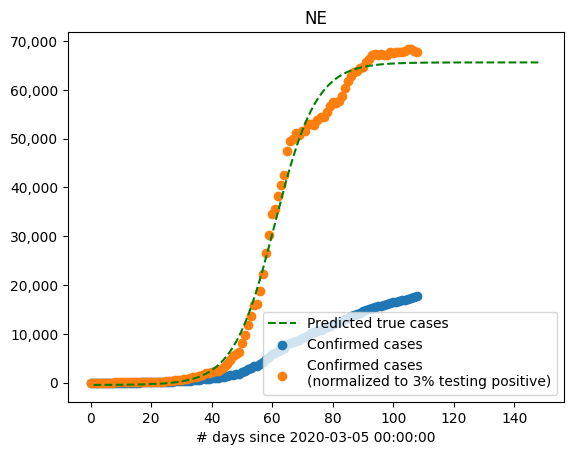 NE
70,000
60,000
50,000
40,000
30,000
20,000
10,000
0
Predicted true cases
Confirmed cases
Confirmed cases
(normalized to 3% testing positive)
0 20 40 60 80 100 120 140
# days since 2020-03-05 00:00:00